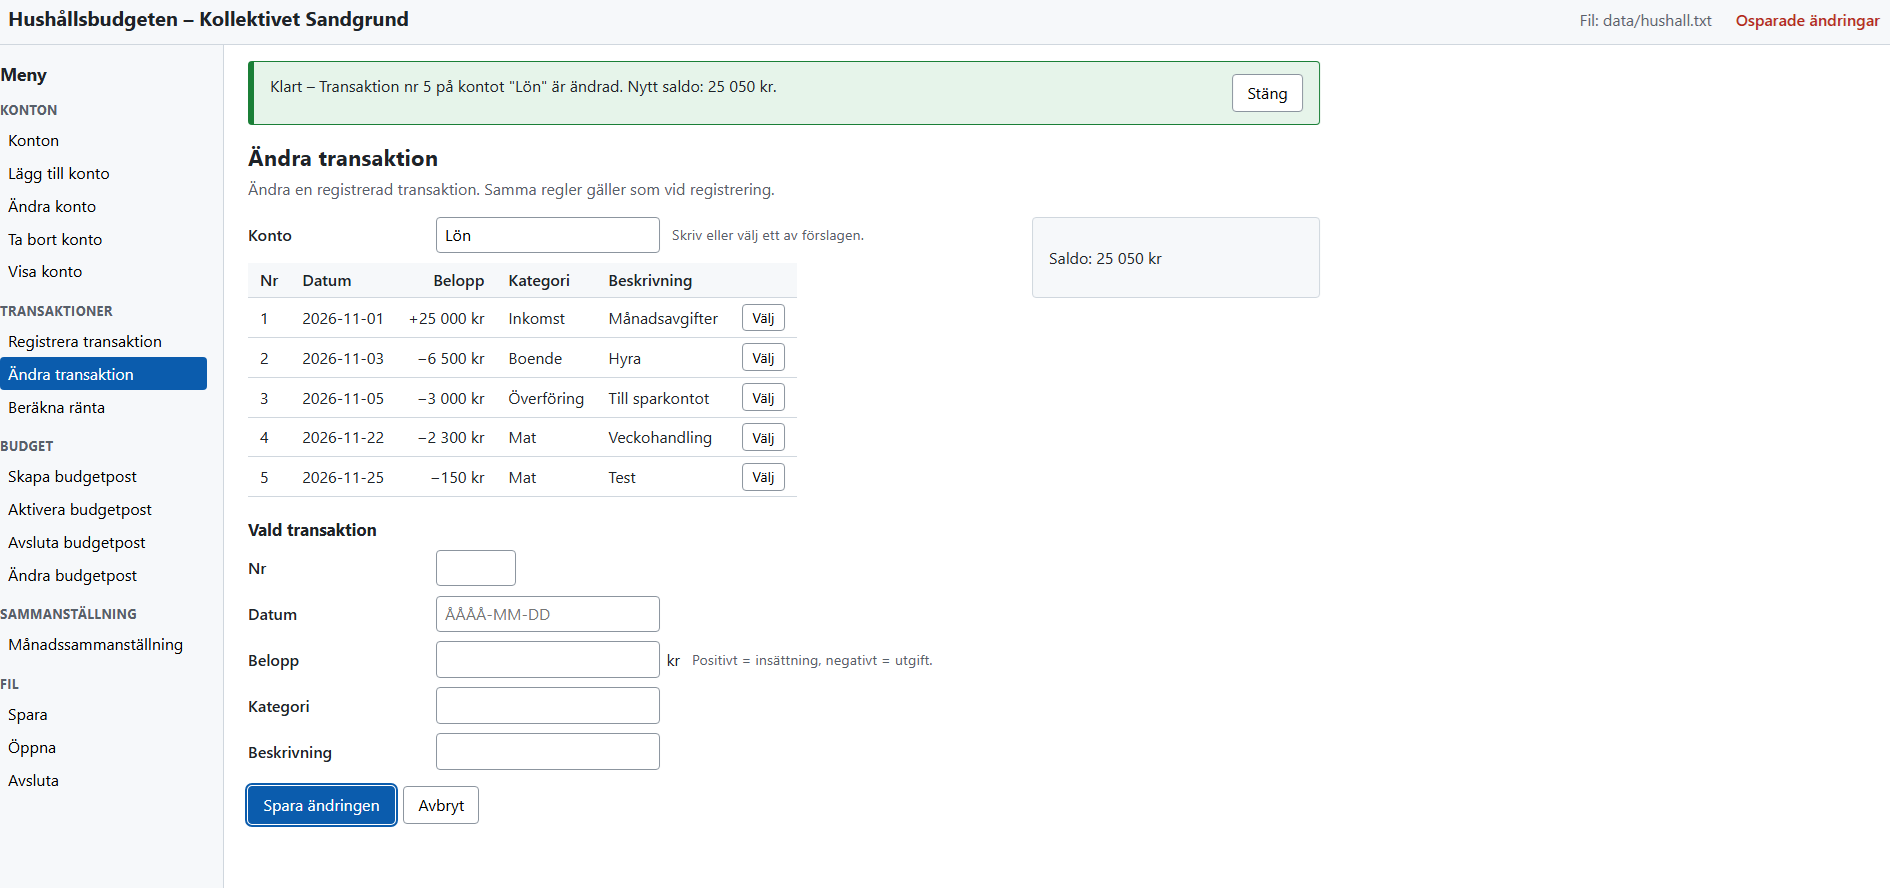 Hushållsbudgeten – Kollektivet Sandgrund
Fil: data/hushall.txt Osparade ändringar
Meny
KONTON
Konton
Lägg till konto
Ändra konto
Ta bort konto
Visa konto
TRANSAKTIONER
Registrera transaktion
Ändra transaktion
Beräkna ränta
BUDGET
Skapa budgetpost
Aktivera budgetpost
Avsluta budgetpost
Ändra budgetpost
SAMMANSTÄLLNING
Månadssammanställning
FIL
Spara
Öppna
Avsluta
Klart – Transaktion nr 5 på kontot "Lön" är ändrad. Nytt saldo: 25 050 kr.
Stäng
Ändra transaktion
Ändra en registrerad transaktion. Samma regler gäller som vid registrering.
Konto Lön Skriv eller välj ett av förslagen.
Saldo: 25 050 kr
Nr Datum Belopp Kategori Beskrivning
1 2026-11-01 +25 000 kr Inkomst Månadsavgifter Välj
2 2026-11-03 −6 500 kr Boende Hyra Välj
3 2026-11-05 −3 000 kr Överföring Till sparkontot Välj
4 2026-11-22 −2 300 kr Mat Veckohandling Välj
5 2026-11-25 −150 kr Mat Test Välj
Vald transaktion
Nr
Datum ÅÅÅÅ-MM-DD
Belopp kr Positivt = insättning, negativt = utgift.
Kategori
Beskrivning
Spara ändringen Avbryt